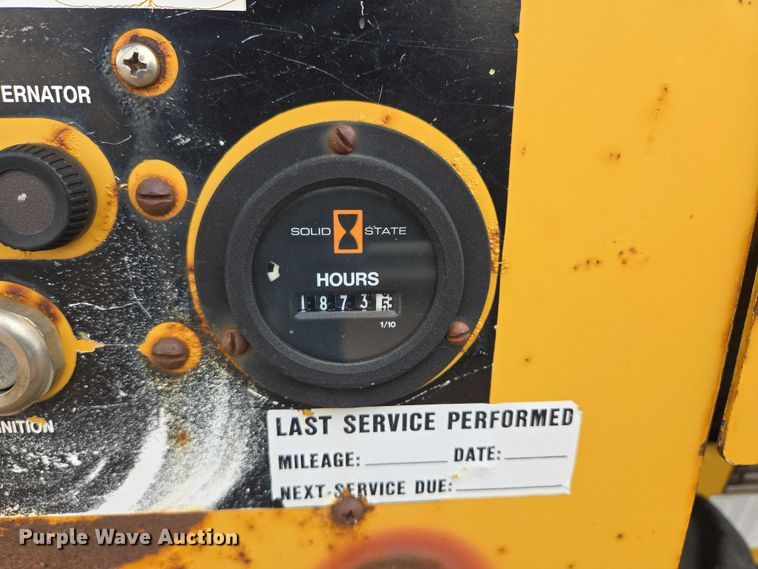 ERNATOR
SOLID STATE
HOURS
1873
1/10
NITION
LAST SERVICE PERFORMED
MILEAGE: DATE:
NEXT SERVICE DUE:
Purple Wave Auction